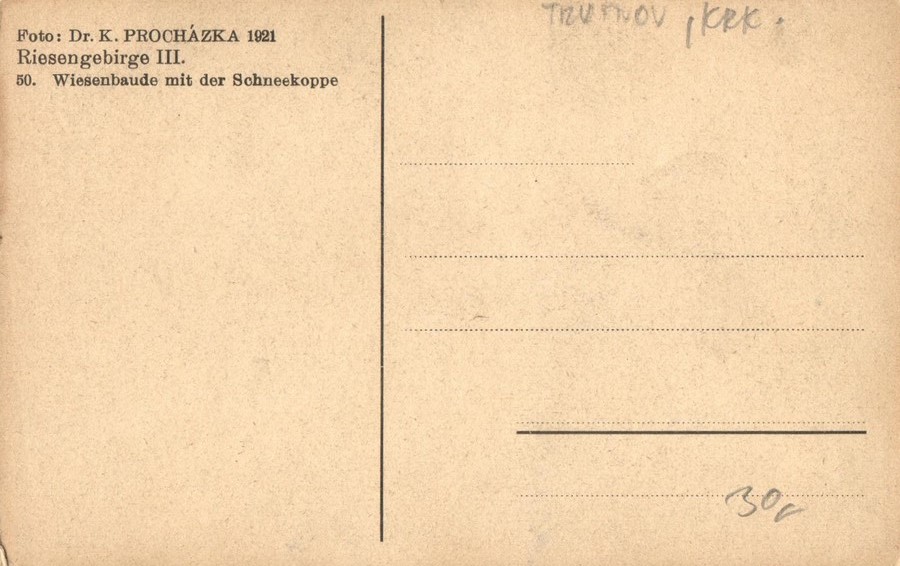 Foto: Dr. K. PROCHÁZKA 1921
Riesengebirge III.
50. Wiesenbaude mit der Schneekoppe
TRUTNOV , KRK.
30,-